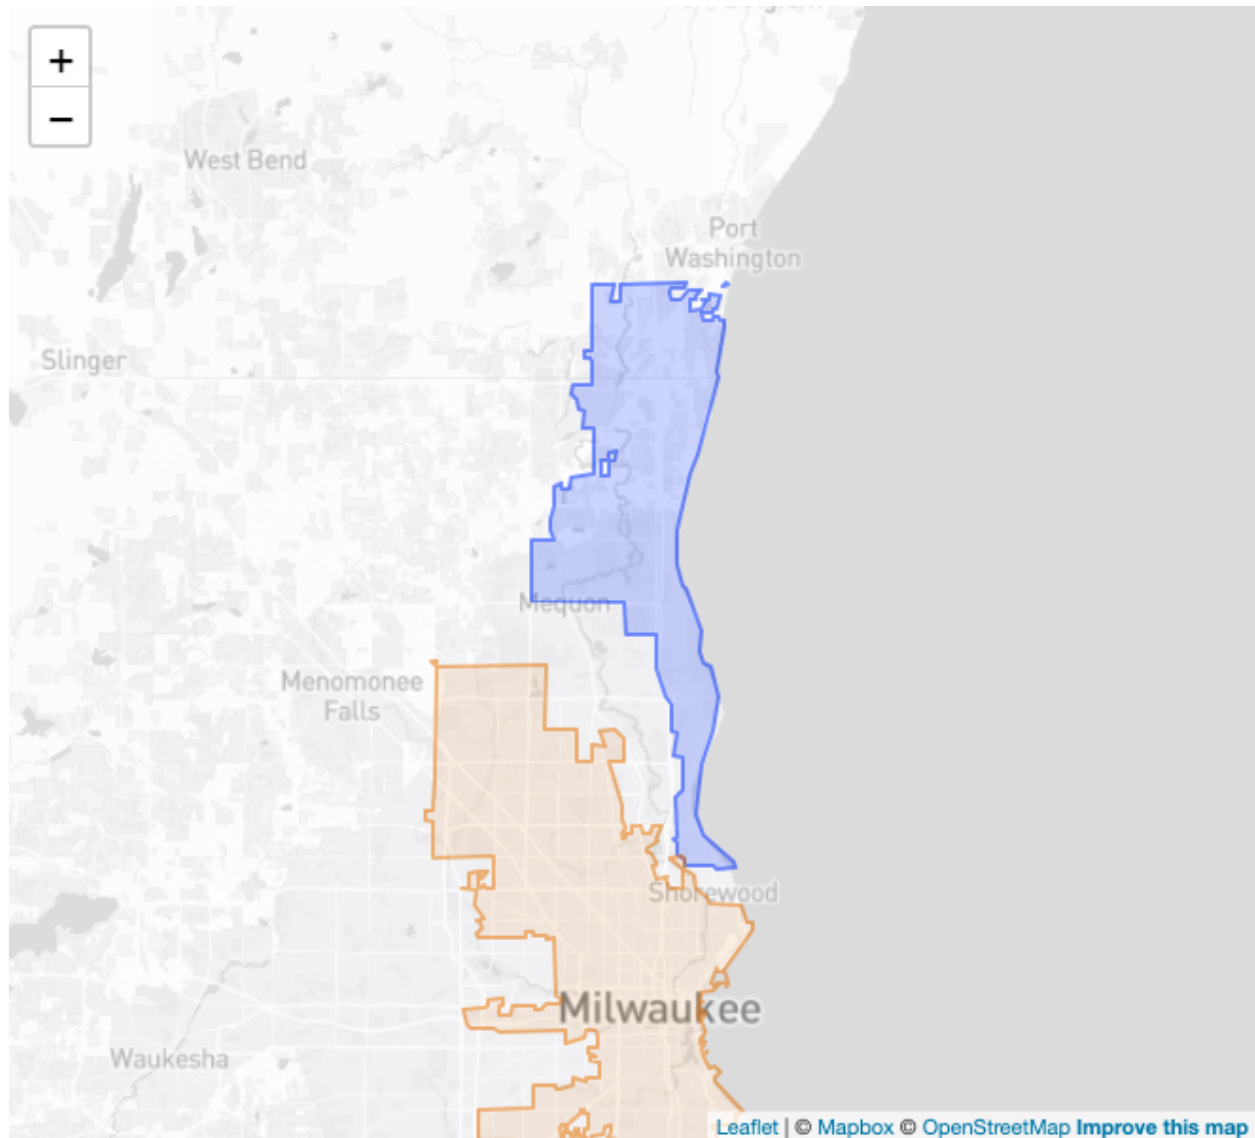 +
−
West Bend
Port
Washington
Slinger
Mequon
Menomonee
Falls
Shorewood
Milwaukee
Waukesha
Leaflet | © Mapbox © OpenStreetMap Improve this map